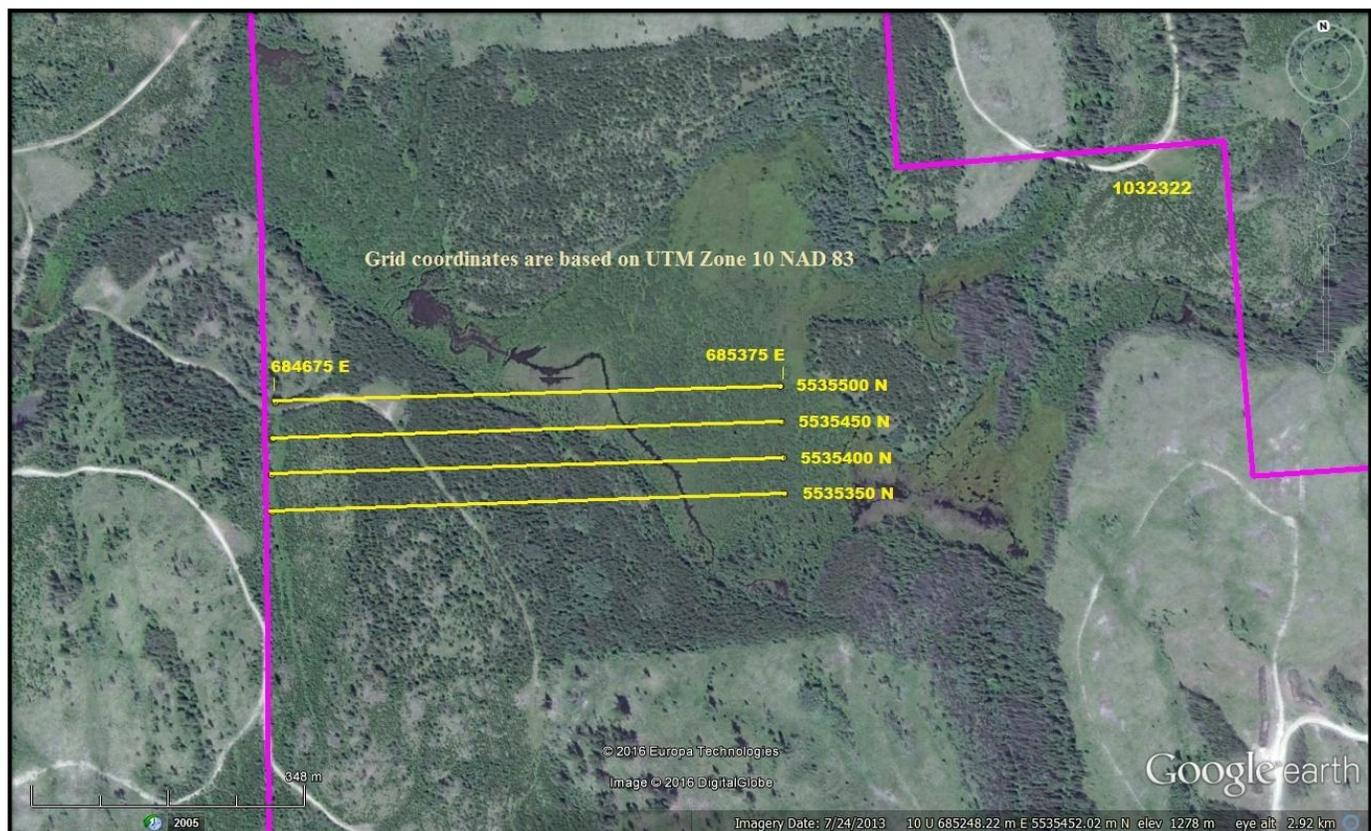 N
1032322
Grid coordinates are based on UTM Zone 10 NAD 83
684675 E
685375 E
5535500 N
5535450 N
5535400 N
5535350 N
348 m
© 2016 Europa Technologies
Image © 2016 DigitalGlobe
Google earth
2005
Imagery Date: 7/24/2013 10 U 685248.22 m E 5535452.02 m N elev 1278 m eye alt 2.92 km